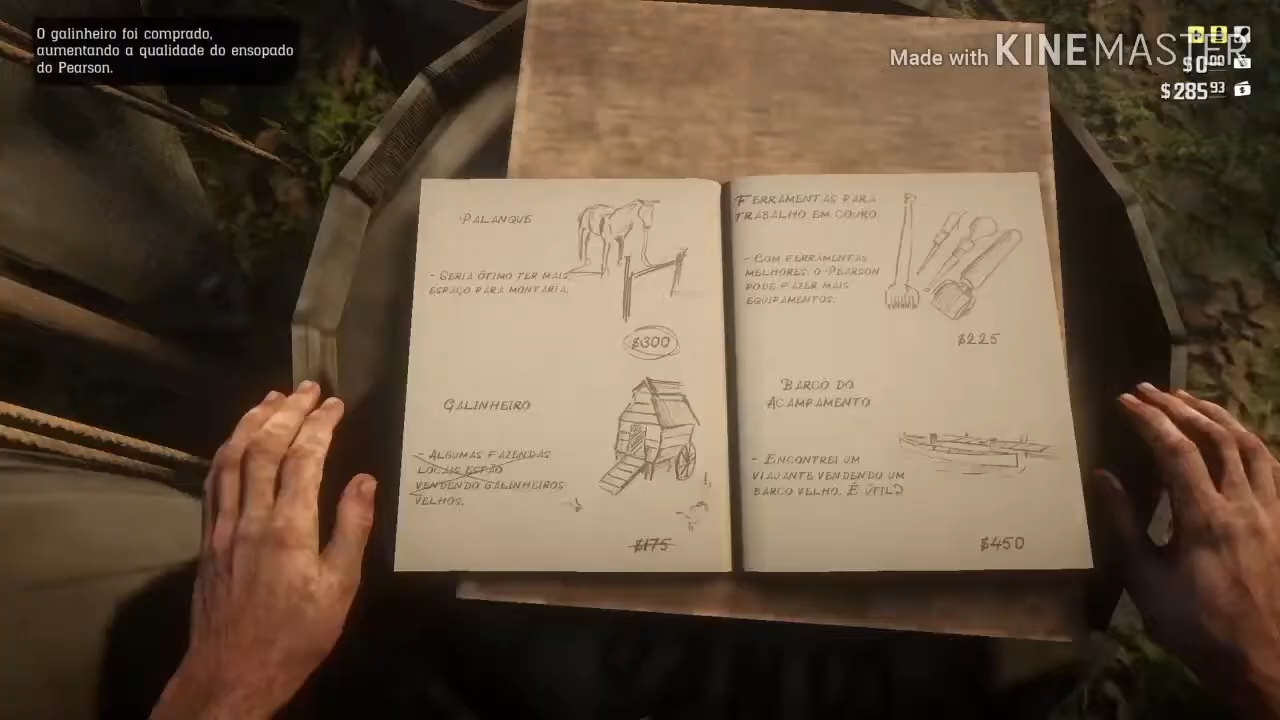 O galinheiro foi comprado,
aumentando a qualidade do ensopado
do Pearson.
Made with KINEMASTER
$0 00
$285 93
PALANQUE
- SERIA ÓTIMO TER MAIS
ESPAÇO PARA MONTARIA.
$300
GALINHEIRO
- ALGUMAS FAZENDAS
LOCAIS ESTÃO
VENDENDO GALINHEIROS
VELHOS.
$175
FERRAMENTAS PARA
TRABALHO EM COURO
- COM FERRAMENTAS
MELHORES, O PEARSON
PODE FAZER MAIS
EQUIPAMENTOS.
$225
BARCO DO
ACAMPAMENTO
- ENCONTREI UM
VIAJANTE VENDENDO UM
BARCO VELHO. É ÚTIL?
$450